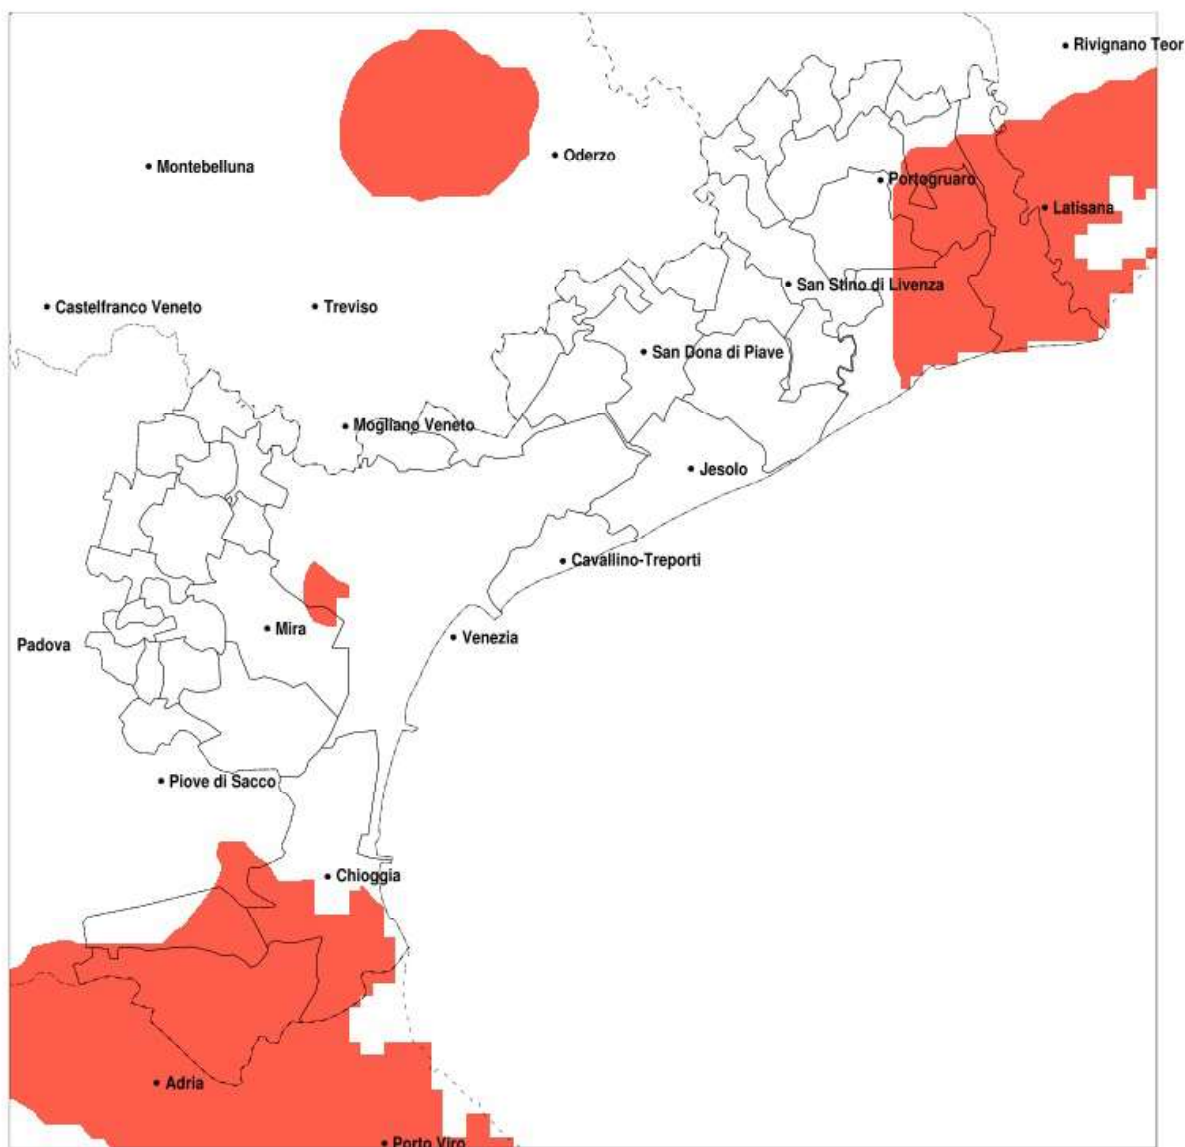 Rivignano Teor
Oderzo
Montebelluna
Portogruaro
Latisana
San Stino di Livenza
Castelfranco Veneto
Treviso
San Dona di Piave
Mogliano Veneto
Jesolo
Cavallino-Treporti
Mira
Venezia
Padova
Piove di Sacco
Chioggia
Adria
Porto Viro